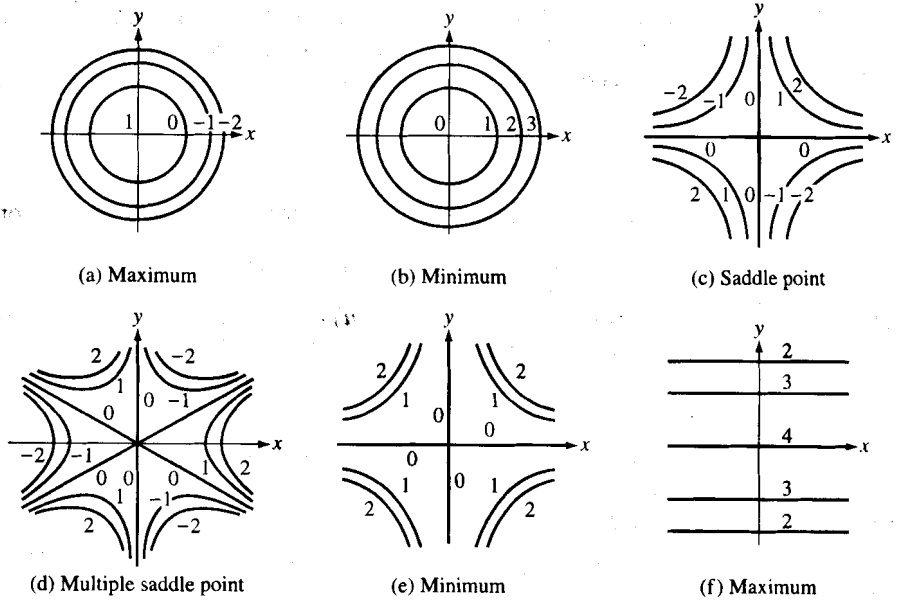 y
1 0 -1 -2 x
(a) Maximum
y
0 1 2 3 x
(b) Minimum
y
-2 -1 0 1 2
x
0 0
2 1 0 -1 -2
(c) Saddle point
y
2 -2
1 0 -1
0
-2 -1 1 2 x
0 0 0
1 -1
2 -2
(d) Multiple saddle point
y
2 2
1 1
0 0
x
0 0
1 1
2 2
(e) Minimum
y
2
3
4 x
3
2
(f) Maximum